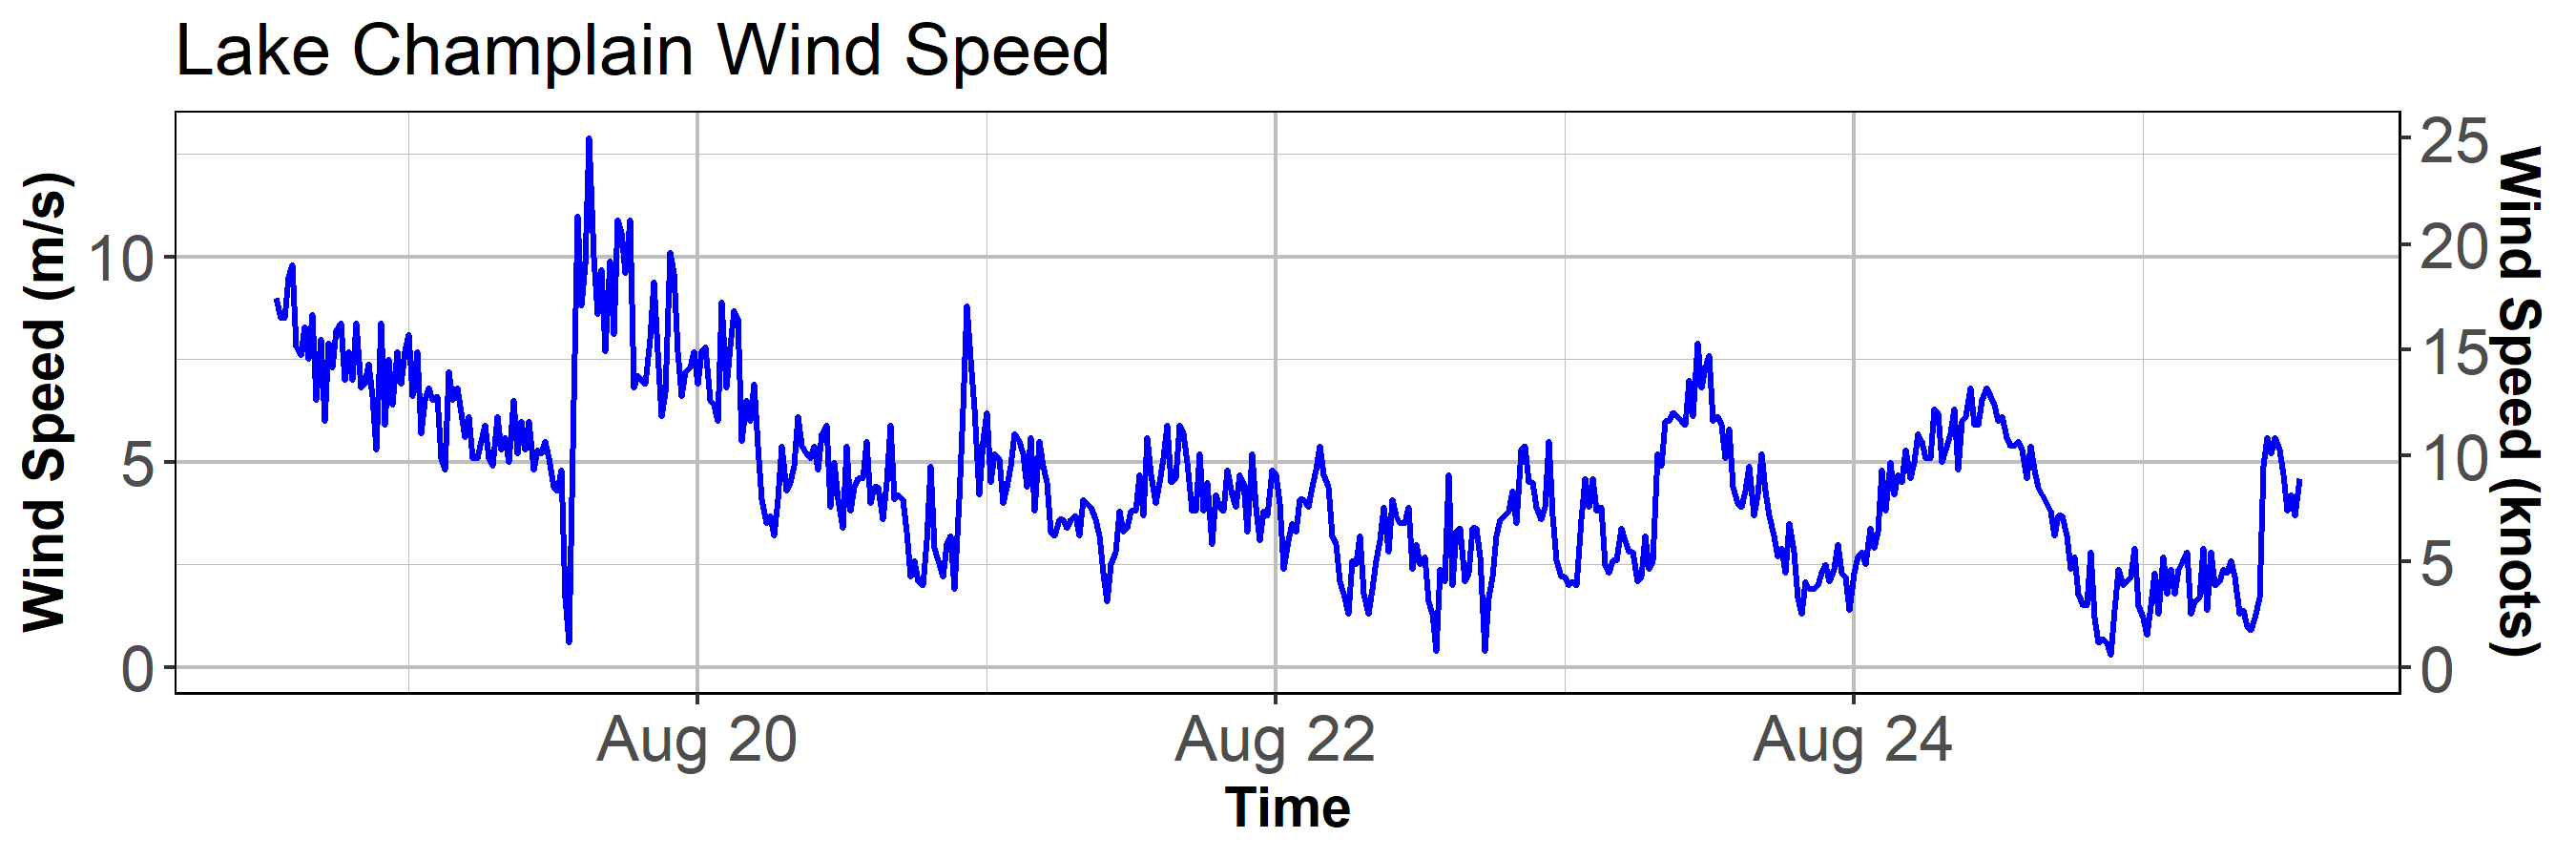 Lake Champlain Wind Speed
Wind Speed (m/s)
10
5
0
25
20
15
10
5
0
Wind Speed (knots)
Aug 20
Aug 22
Aug 24
Time